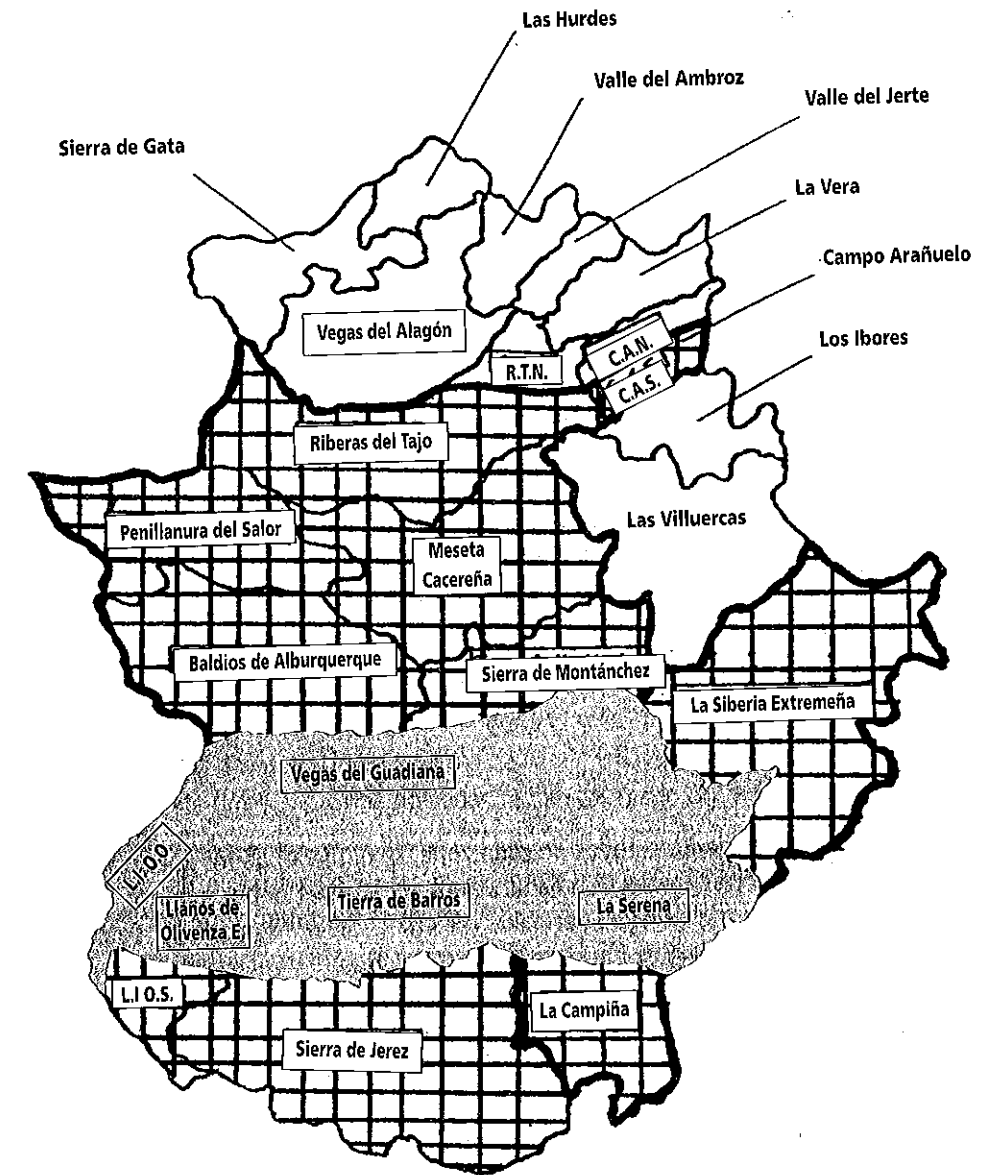 Las Hurdes
Valle del Ambroz
Valle del Jerte
Sierra de Gata
La Vera
Campo Arañuelo
Los Ibores
Vegas del Alagón
C.A.N.
R.T.N.
C.A.S.
Riberas del Tajo
Penillanura del Salor
Las Villuercas
Meseta
Cacereña
Baldios de Alburquerque
Sierra de Montánchez
La Siberia Extremeña
Vegas del Guadiana
Tierra de Barros
La Serena
Llanos de
Olivenza E.
L.I O.S.
La Campiña
Sierra de Jerez